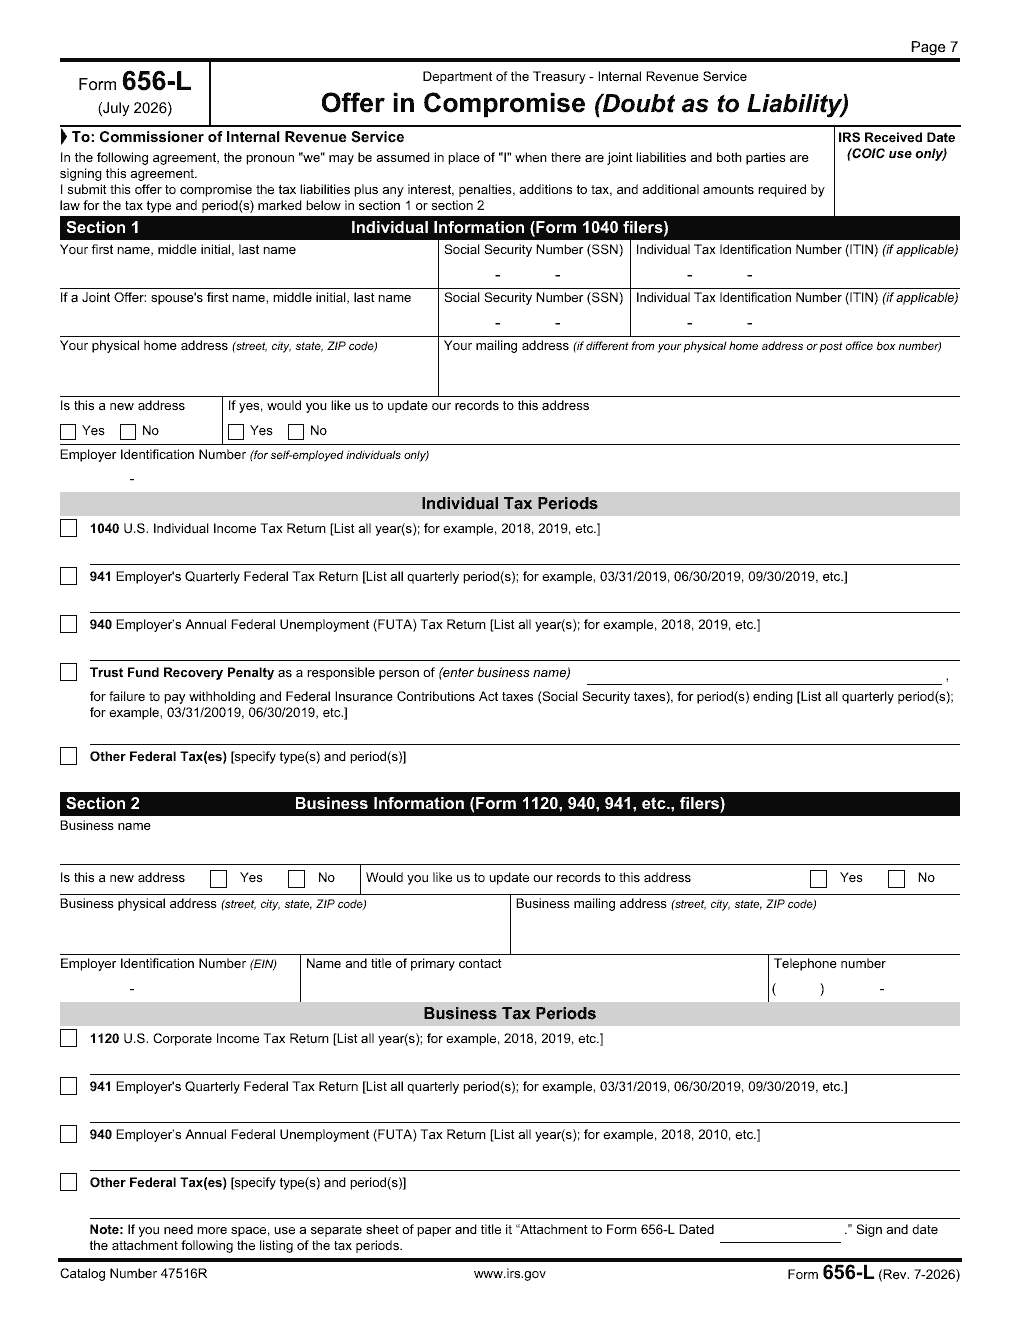 Page 7
Form 656-L
(July 2026)
Department of the Treasury - Internal Revenue Service
Offer in Compromise (Doubt as to Liability)
To: Commissioner of Internal Revenue Service
IRS Received Date
(COIC use only)
In the following agreement, the pronoun "we" may be assumed in place of "I" when there are joint liabilities and both parties are
signing this agreement.
I submit this offer to compromise the tax liabilities plus any interest, penalties, additions to tax, and additional amounts required by
law for the tax type and period(s) marked below in section 1 or section 2
Section 1 Individual Information (Form 1040 filers)
Your first name, middle initial, last name Social Security Number (SSN) Individual Tax Identification Number (ITIN) (if applicable)
- - - -
If a Joint Offer: spouse's first name, middle initial, last name Social Security Number (SSN) Individual Tax Identification Number (ITIN) (if applicable)
- - - -
Your physical home address (street, city, state, ZIP code) Your mailing address (if different from your physical home address or post office box number)
Is this a new address If yes, would you like us to update our records to this address
Yes No Yes No
Employer Identification Number (for self-employed individuals only)
-
Individual Tax Periods
1040 U.S. Individual Income Tax Return [List all year(s); for example, 2018, 2019, etc.]
941 Employer's Quarterly Federal Tax Return [List all quarterly period(s); for example, 03/31/2019, 06/30/2019, 09/30/2019, etc.]
940 Employer’s Annual Federal Unemployment (FUTA) Tax Return [List all year(s); for example, 2018, 2019, etc.]
Trust Fund Recovery Penalty as a responsible person of (enter business name) ,
for failure to pay withholding and Federal Insurance Contributions Act taxes (Social Security taxes), for period(s) ending [List all quarterly period(s);
for example, 03/31/20019, 06/30/2019, etc.]
Other Federal Tax(es) [specify type(s) and period(s)]
Section 2 Business Information (Form 1120, 940, 941, etc., filers)
Business name
Is this a new address Yes No Would you like us to update our records to this address Yes No
Business physical address (street, city, state, ZIP code) Business mailing address (street, city, state, ZIP code)
Employer Identification Number (EIN) Name and title of primary contact Telephone number
- ( ) -
Business Tax Periods
1120 U.S. Corporate Income Tax Return [List all year(s); for example, 2018, 2019, etc.]
941 Employer's Quarterly Federal Tax Return [List all quarterly period(s); for example, 03/31/2019, 06/30/2019, 09/30/2019, etc.]
940 Employer’s Annual Federal Unemployment (FUTA) Tax Return [List all year(s); for example, 2018, 2010, etc.]
Other Federal Tax(es) [specify type(s) and period(s)]
Note: If you need more space, use a separate sheet of paper and title it “Attachment to Form 656-L Dated .” Sign and date
the attachment following the listing of the tax periods.
Catalog Number 47516R www.irs.gov Form 656-L (Rev. 7-2026)